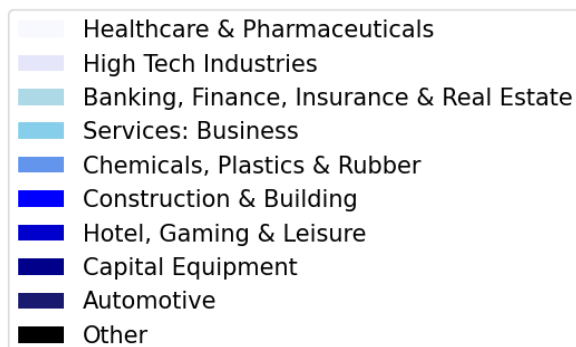 Healthcare & Pharmaceuticals
High Tech Industries
Banking, Finance, Insurance & Real Estate
Services: Business
Chemicals, Plastics & Rubber
Construction & Building
Hotel, Gaming & Leisure
Capital Equipment
Automotive
Other